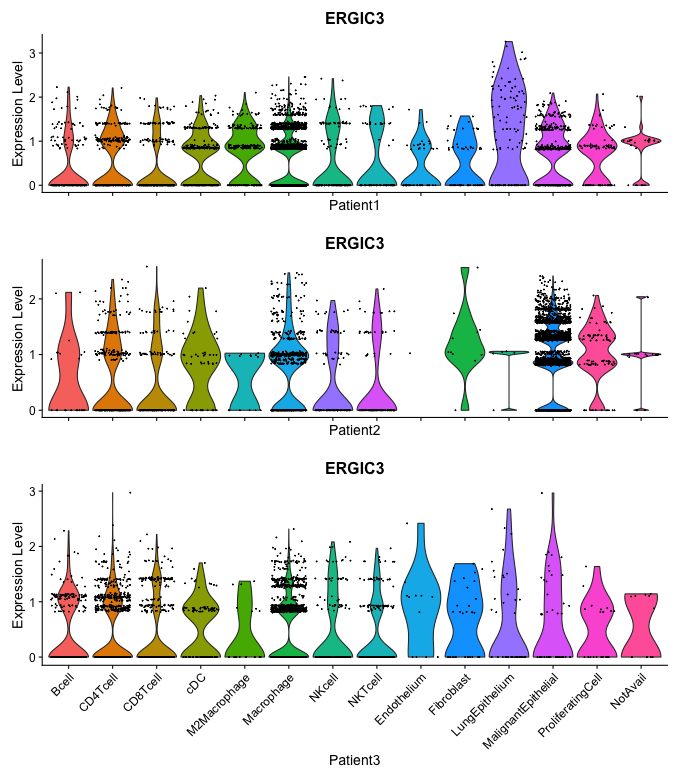 ERGIC3
Expression Level
3
2
1
0
Patient1
ERGIC3
Expression Level
2
1
0
Patient2
ERGIC3
Expression Level
3
2
1
0
Bcell
CD4Tcell
CD8Tcell
cDC
M2Macrophage
Macrophage
NKcell
NKTcell
Endothelium
Fibroblast
LungEpithelium
MalignantEpithelial
ProliferatingCell
NotAvail
Patient3